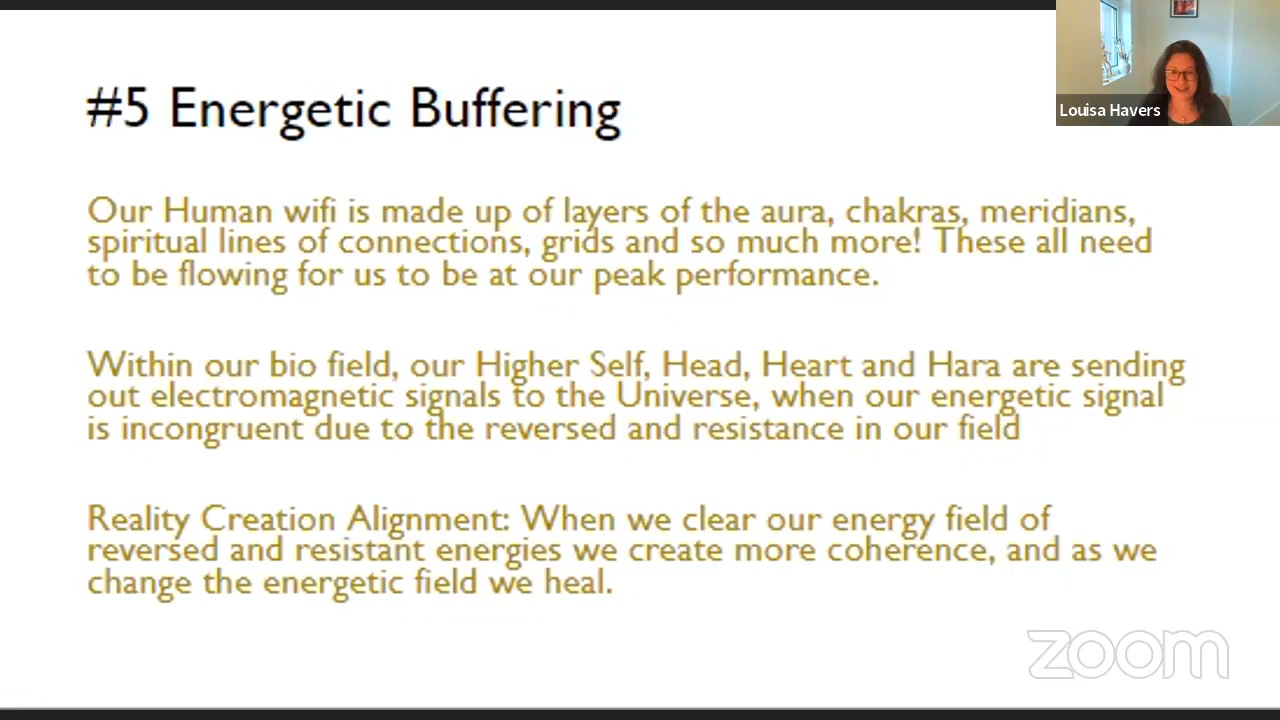 #5 Energetic Buffering
Louisa Havers
Our Human wifi is made up of layers of the aura, chakras, meridians,
spiritual lines of connections, grids and so much more! These all need
to be flowing for us to be at our peak performance.
Within our bio field, our Higher Self, Head, Heart and Hara are sending
out electromagnetic signals to the Universe, when our energetic signal
is incongruent due to the reversed and resistance in our field
Reality Creation Alignment: When we clear our energy field of
reversed and resistant energies we create more coherence, and as we
change the energetic field we heal.
zoom